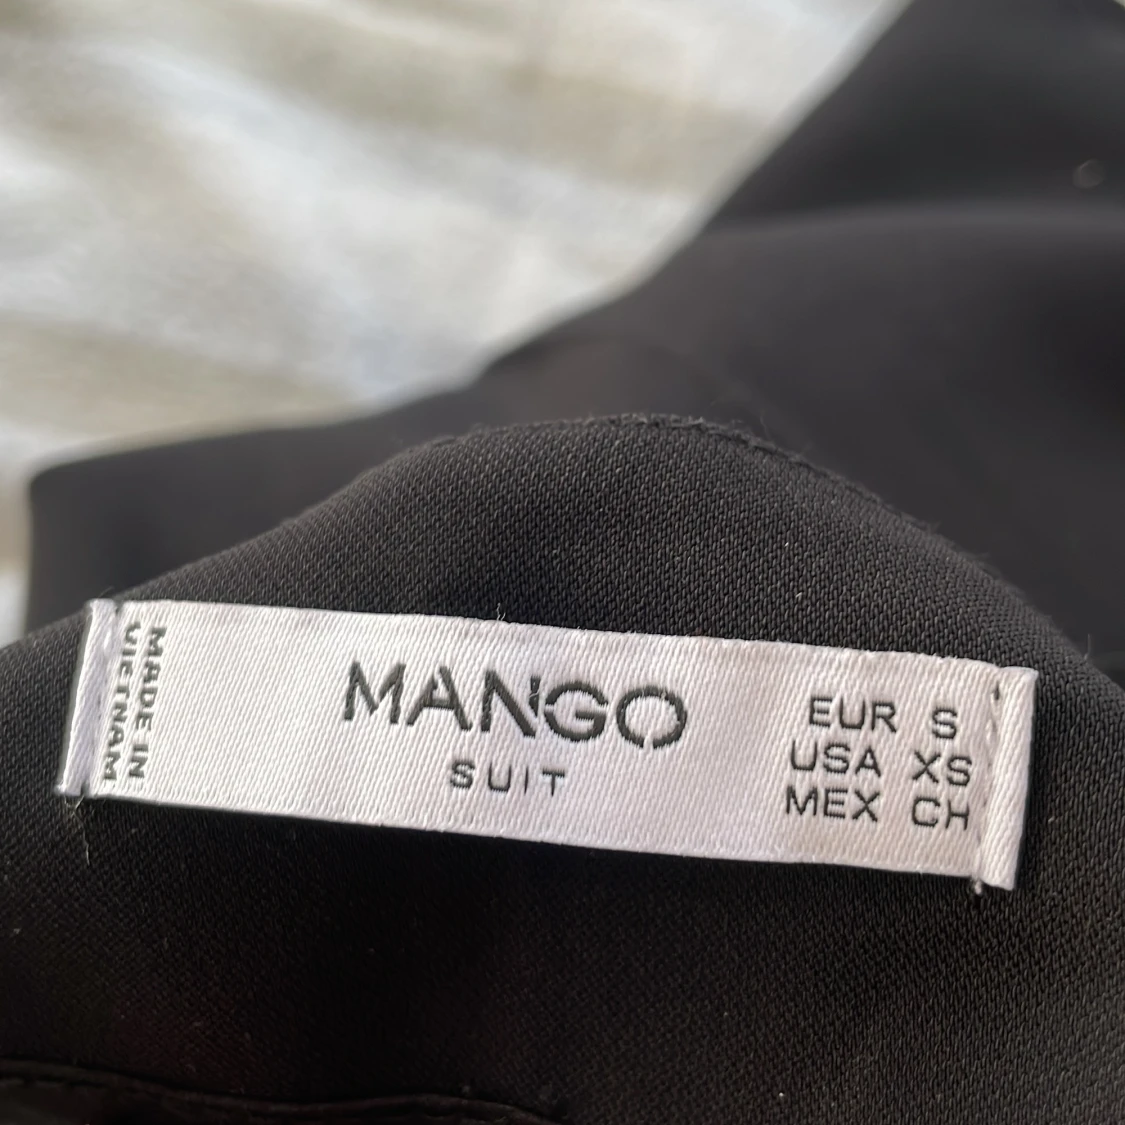 MADE IN
VIETNAM
MANGO
SUIT
EUR S
USA XS
MEX CH